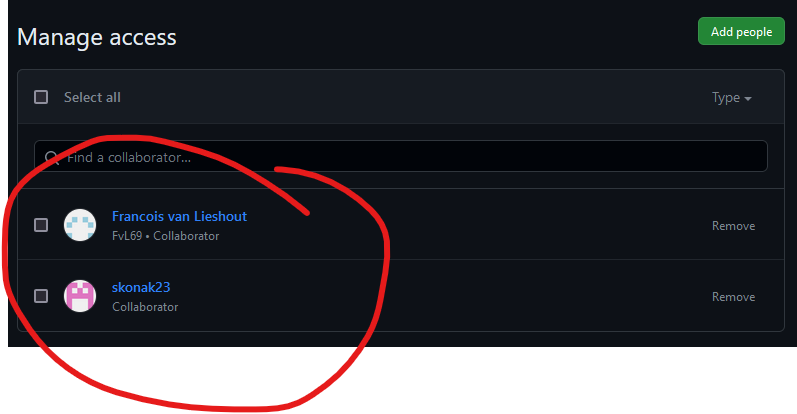 Manage access
Add people
Select all
Type
Find a collaborator...
Francois van Lieshout
FvL69 • Collaborator
Remove
skonak23
Collaborator
Remove